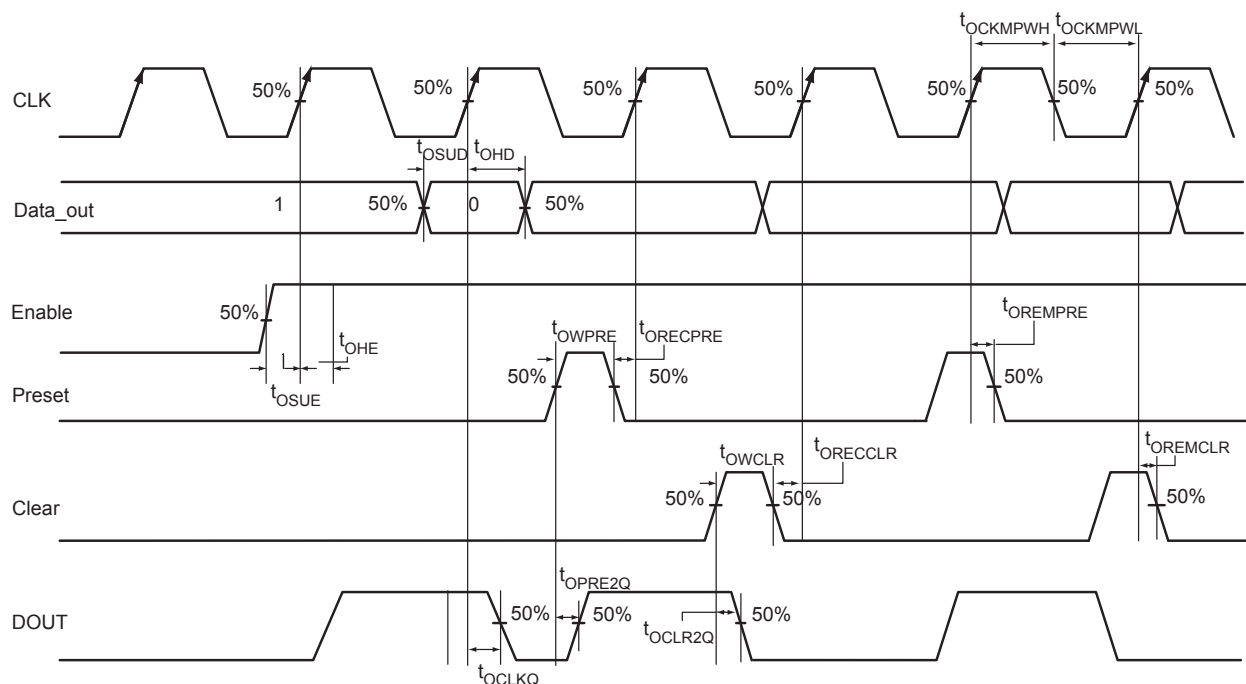 tOCKMPWH tOCKMPWL
CLK
50% 50% 50% 50% 50% 50% 50%
tOSUD tOHD
Data_out
1 50% 0 50%
Enable
50%
tOHE
tOSUE
tOWPRE tORECPRE
tOREMPRE
Preset
50% 50% 50%
tOWCLR tORECCLR
tOREMCLR
Clear
50% 50% 50%
tOPRE2Q
DOUT
50% 50% 50%
tOCLR2Q
tOCLKQ